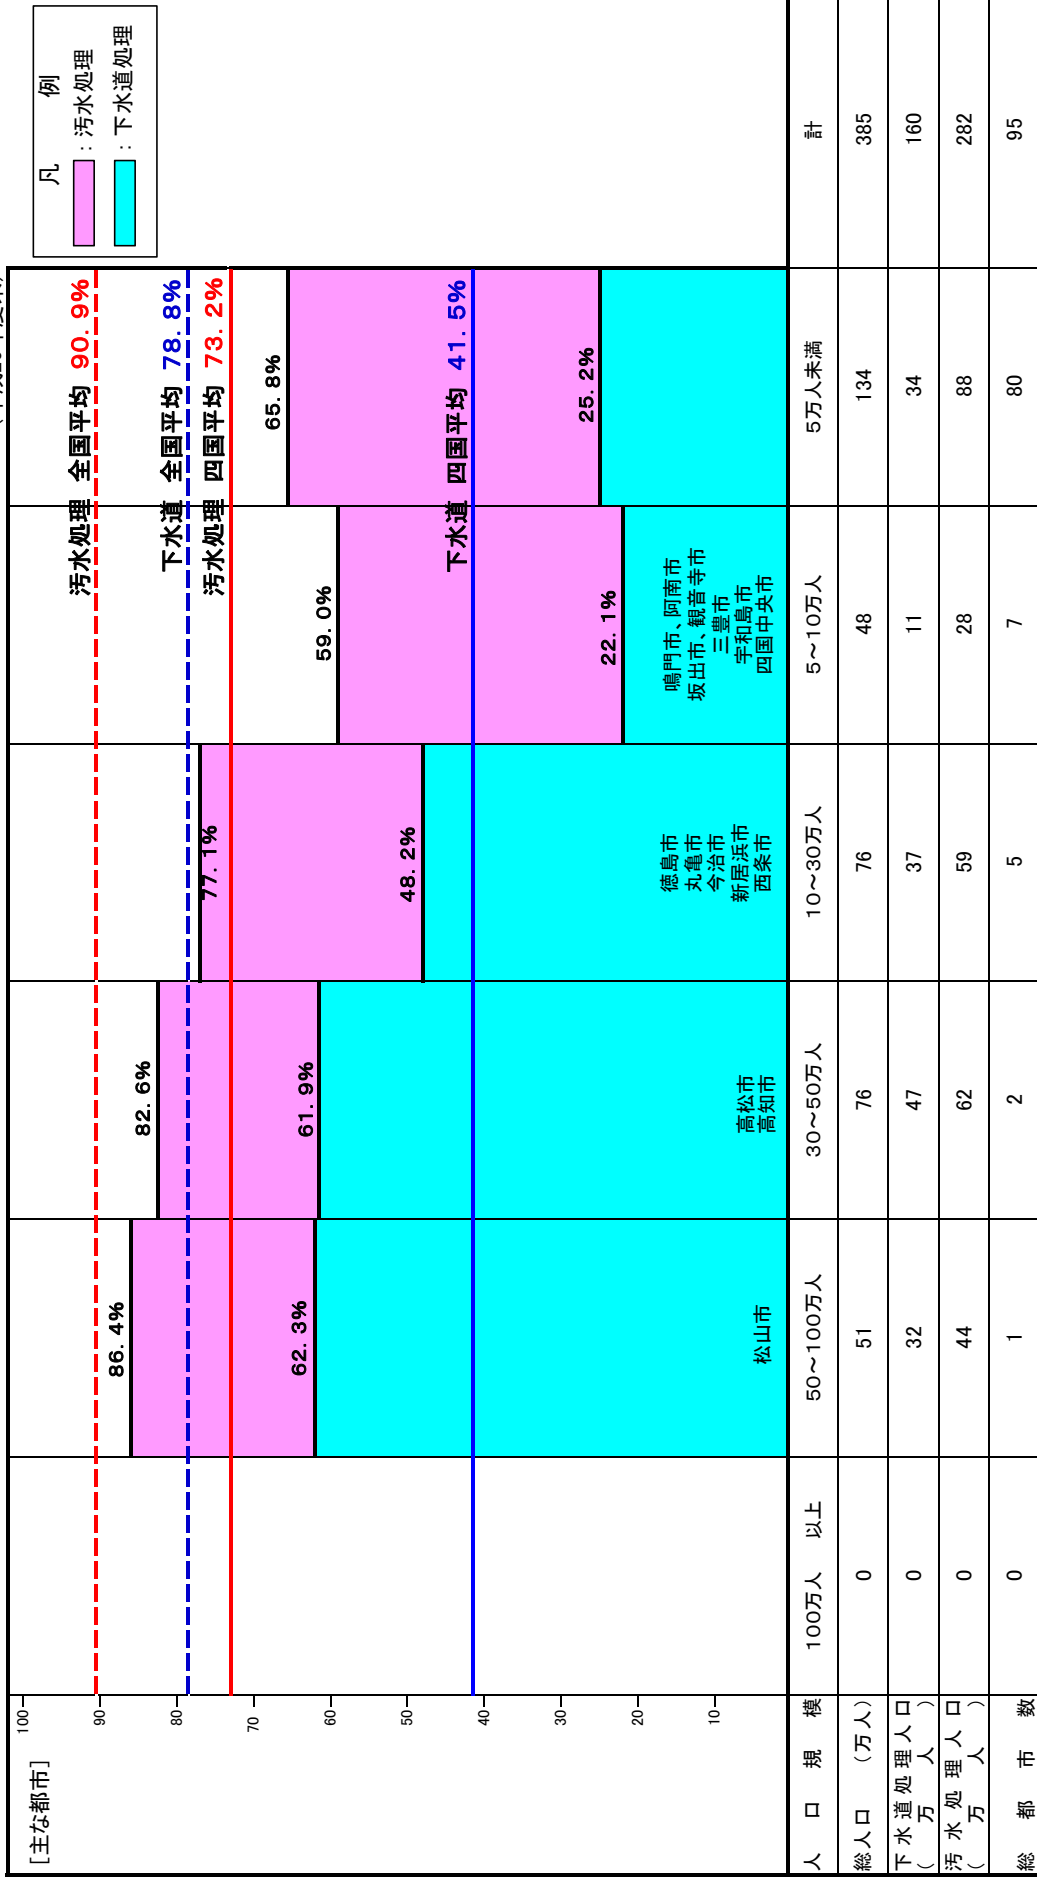 凡 例
：汚水処理
：下水道処理
［主な都市］
100
90
80
70
60
50
40
30
20
10
汚水処理 全国平均 90.9%
下水道 全国平均 78.8%
汚水処理 四国平均 73.2%
下水道 四国平均 41.5%
86.4%
62.3%
松山市
82.6%
61.9%
高松市
高知市
77.1%
48.2%
徳島市
丸亀市
今治市
新居浜市
西条市
59.0%
22.1%
鳴門市、阿南市
坂出市、観音寺市
三豊市
宇和島市
四国中央市
65.8%
25.2%
人口規模 100万人 以上 50～100万人 30～50万人 10～30万人 5～10万人 5万人未満 計
総人口 （万人） 0 51 76 76 48 134 385
下水道処理人口（万人） 0 32 47 37 11 34 160
汚水処理人口（万人） 0 44 62 59 28 88 282
総都市数 0 1 2 5 7 80 95